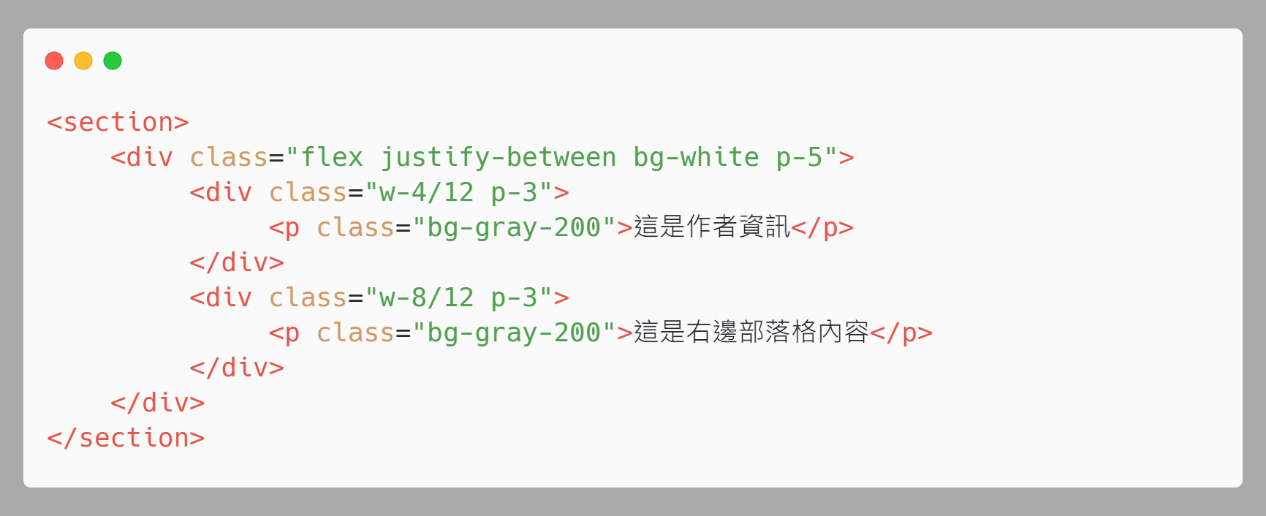 <section>
    <div class="flex justify-between bg-white p-5">
         <div class="w-4/12 p-3">
              <p class="bg-gray-200">這是作者資訊</p>
         </div>
         <div class="w-8/12 p-3">
              <p class="bg-gray-200">這是右邊部落格內容</p>
         </div>
    </div>
</section>